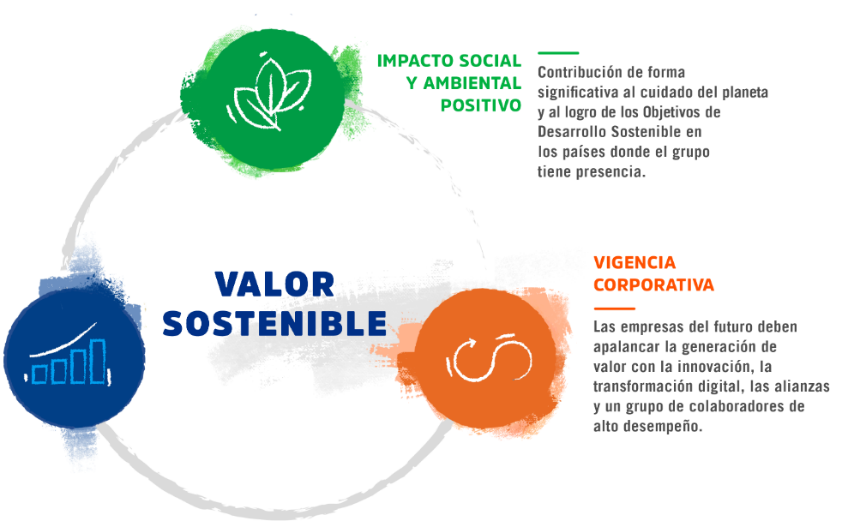 IMPACTO SOCIAL
Y AMBIENTAL
POSITIVO
Contribución de forma
significativa al cuidado del planeta
y al logro de los Objetivos de
Desarrollo Sostenible en
los países donde el grupo
tiene presencia.
VALOR
SOSTENIBLE
VIGENCIA
CORPORATIVA
Las empresas del futuro deben
apalancar la generación de
valor con la innovación, la
transformación digital, las alianzas
y un grupo de colaboradores de
alto desempeño.